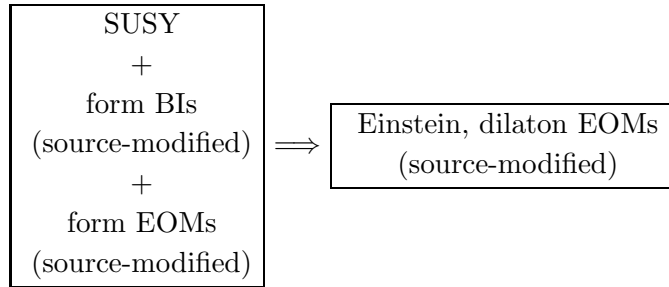 SUSY
+
form BIs
(source-modified)
+
form EOMs
(source-modified)
⟹
Einstein, dilaton EOMs
(source-modified)